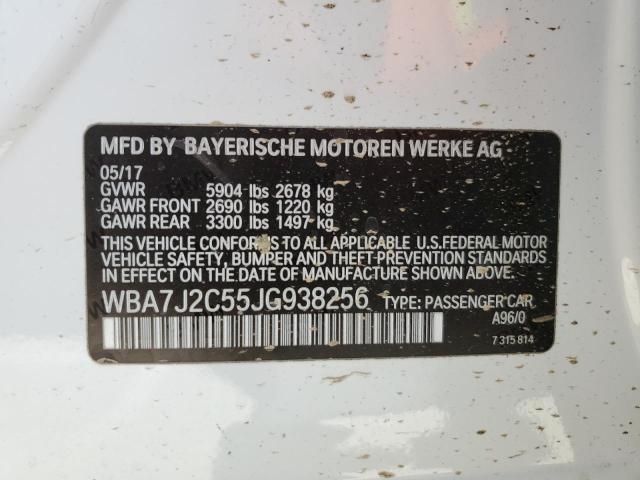 MFD BY BAYERISCHE MOTOREN WERKE AG
05/17
GVWR 5904 lbs 2678 kg
GAWR FRONT 2690 lbs 1220 kg
GAWR REAR 3300 lbs 1497 kg
THIS VEHICLE CONFORMS TO ALL APPLICABLE U.S.FEDERAL MOTOR
VEHICLE SAFETY, BUMPER AND THEFT PREVENTION STANDARDS
IN EFFECT ON THE DATE OF MANUFACTURE SHOWN ABOVE.
WBA7J2C55JG938256 TYPE: PASSENGER CAR
A96/0
7 315 814